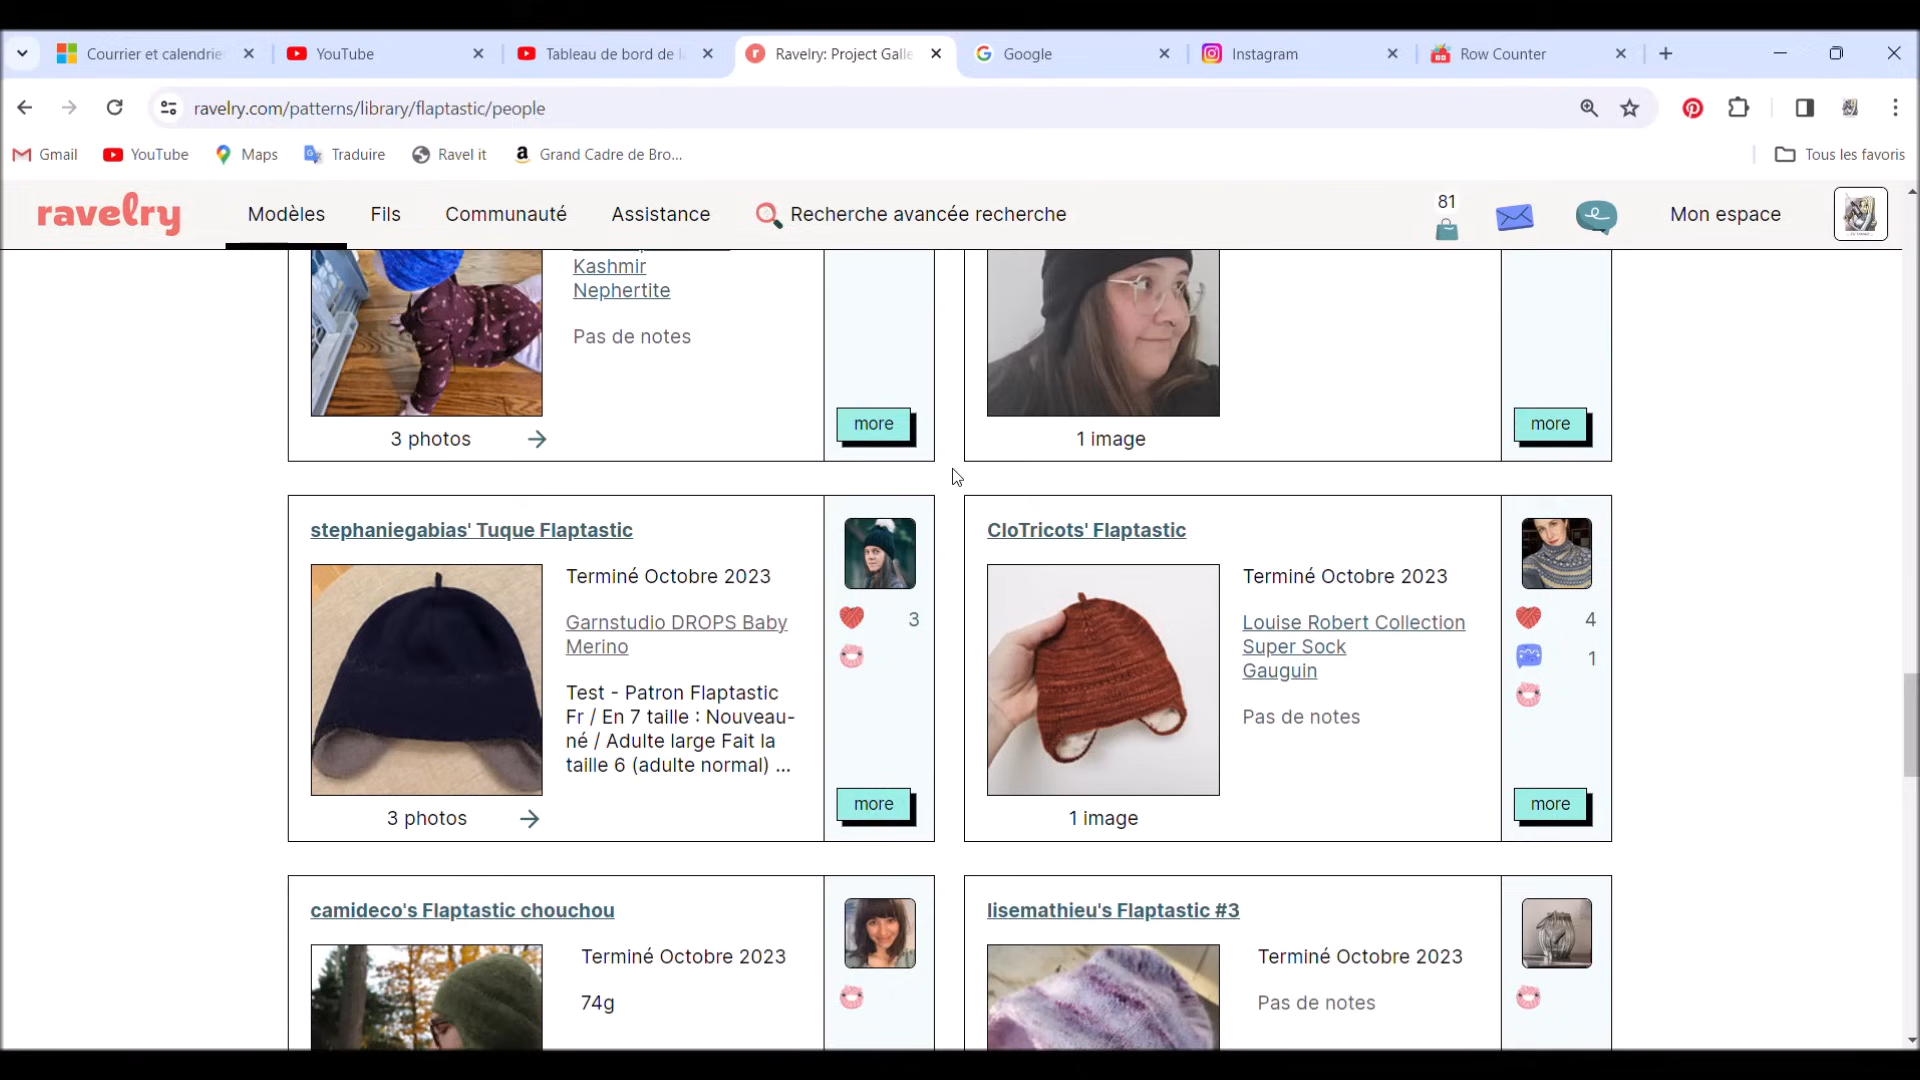 Courrier et calendrie
YouTube
Tableau de bord de l
Ravelry: Project Galle
Google
Instagram
Row Counter
ravelry.com/patterns/library/flaptastic/people
Gmail
YouTube
Maps
Traduire
Ravel it
Grand Cadre de Bro...
Tous les favoris
ravelry
Modèles
Fils
Communauté
Assistance
Recherche avancée recherche
81
Mon espace
Kashmir
Nephertite
Pas de notes
3 photos
more
1 image
more
stephaniegabias' Tuque Flaptastic
Terminé Octobre 2023
Garnstudio DROPS Baby
Merino
Test - Patron Flaptastic
Fr / En 7 taille : Nouveau-
né / Adulte large Fait la
taille 6 (adulte normal) ...
3 photos
3
more
CloTricots' Flaptastic
Terminé Octobre 2023
Louise Robert Collection
Super Sock
Gauguin
Pas de notes
1 image
4
1
more
camideco's Flaptastic chouchou
Terminé Octobre 2023
74g
lisemathieu's Flaptastic #3
Terminé Octobre 2023
Pas de notes